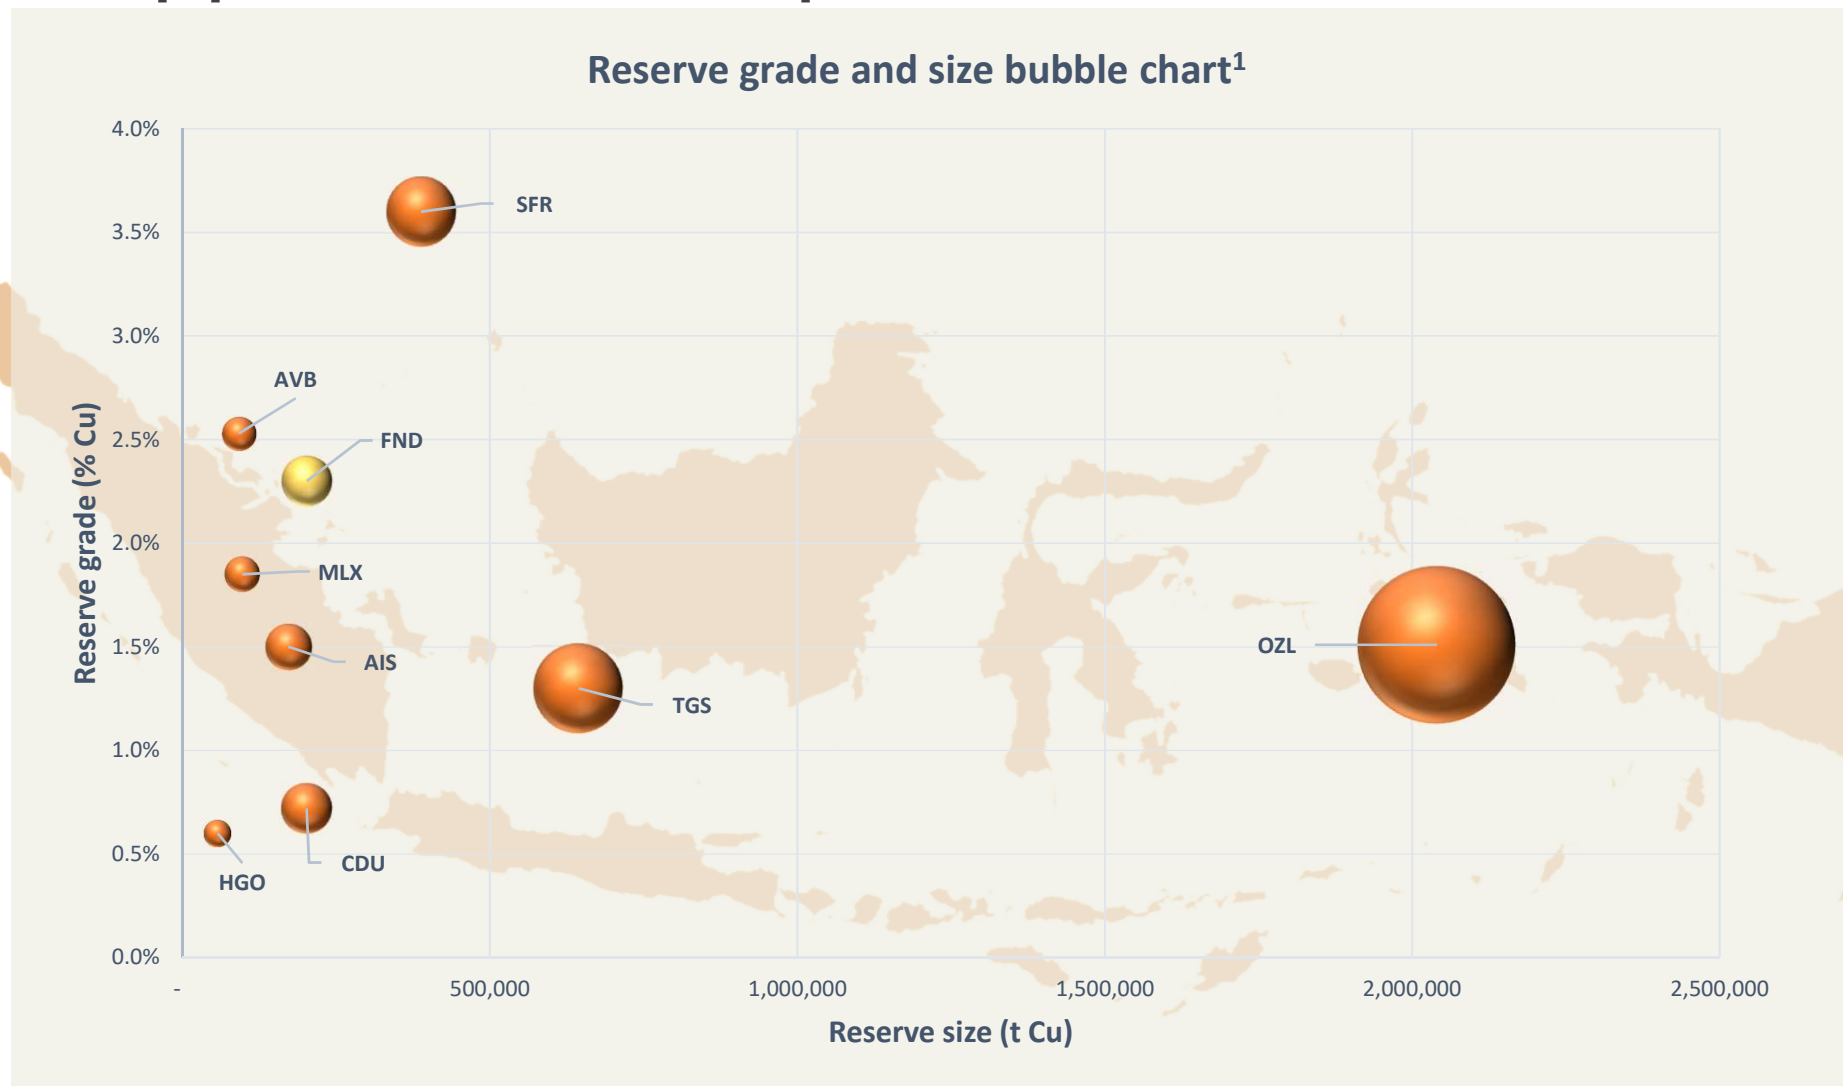 Reserve grade and size bubble chart1
4.0%
3.5%
3.0%
2.5%
2.0%
1.5%
1.0%
0.5%
0.0%
Reserve grade (% Cu)
SFR
AVB
FND
MLX
AIS
TGS
OZL
CDU
HGO
-
500,000
1,000,000
1,500,000
2,000,000
2,500,000
Reserve size (t Cu)